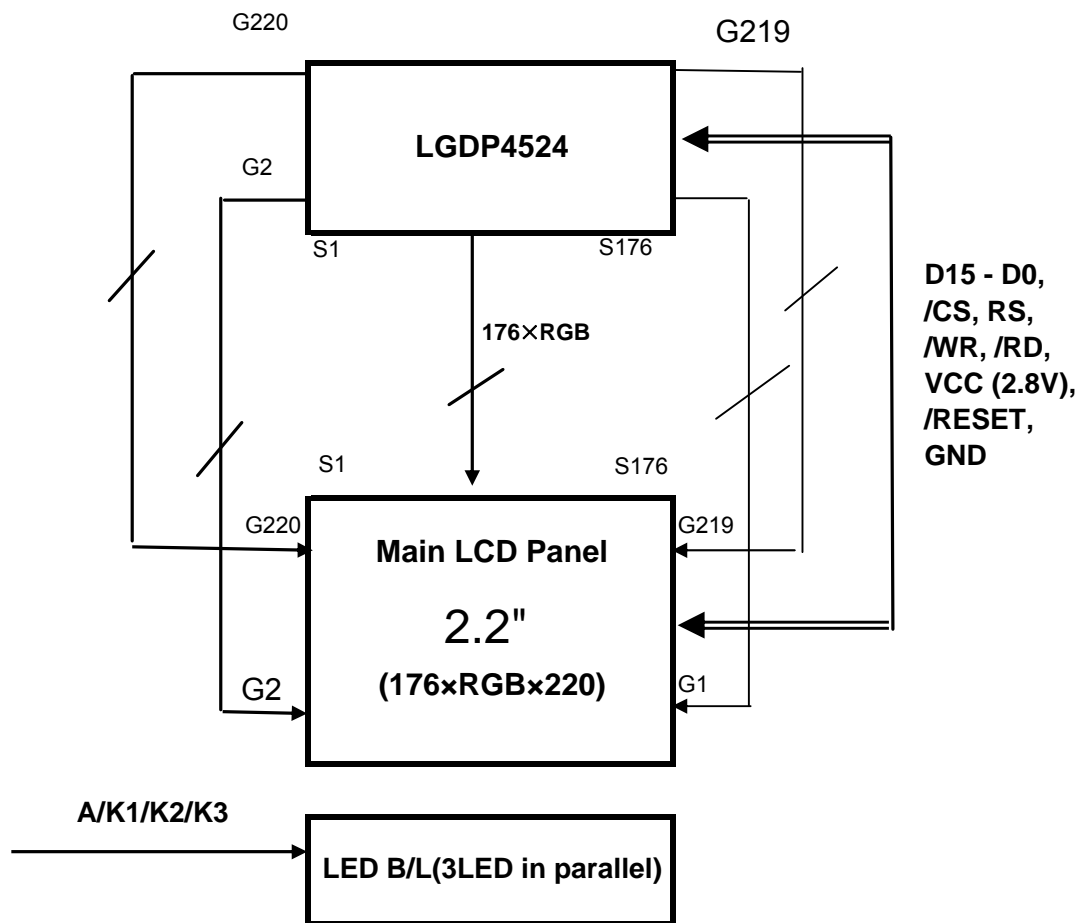 G220
G219
LGDP4524
G2
S1
S176
D15 - D0,
/CS, RS,
/WR, /RD,
VCC (2.8V),
/RESET,
GND
176×RGB
S1
S176
G220
G219
Main LCD Panel
2.2"
(176×RGB×220)
G2
G1
A/K1/K2/K3
LED B/L(3LED in parallel)